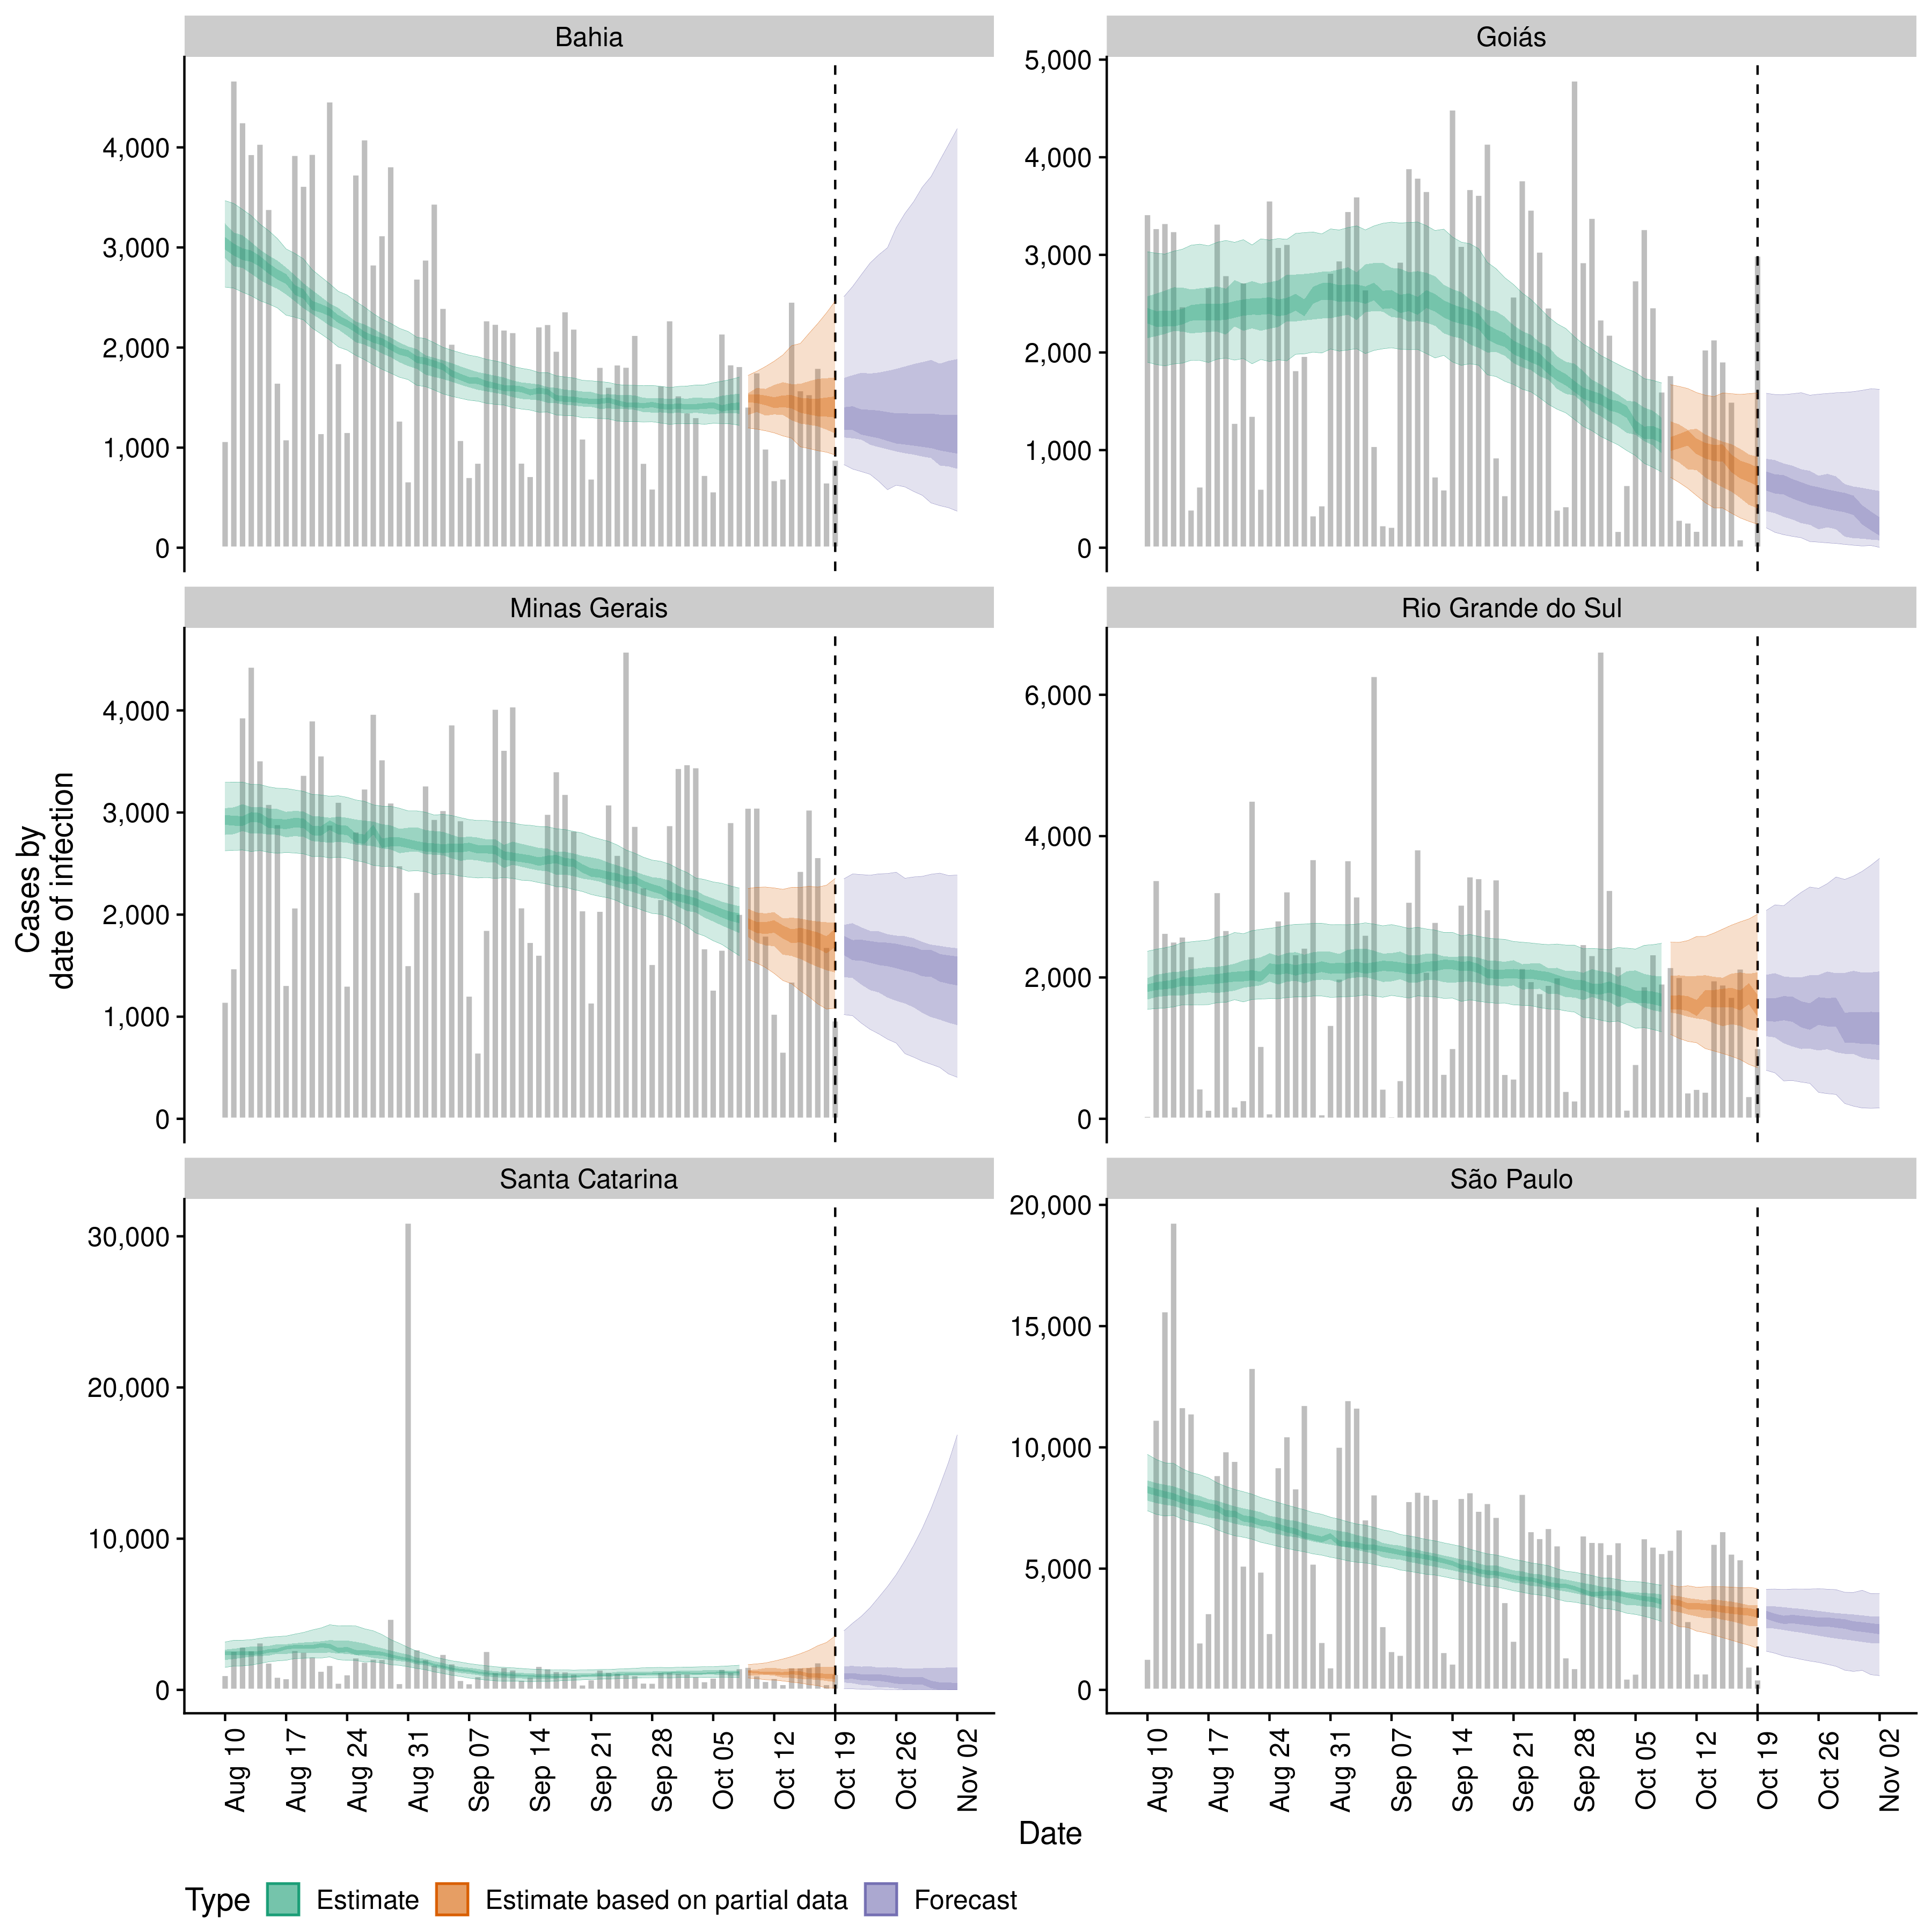 Bahia
Goiás
5,000
4,000
3,000
2,000
1,000
0
4,000
3,000
2,000
1,000
0
Minas Gerais
Rio Grande do Sul
4,000
3,000
2,000
1,000
0
6,000
4,000
2,000
0
Cases by
date of infection
Santa Catarina
São Paulo
30,000
20,000
10,000
0
20,000
15,000
10,000
5,000
0
Aug 10
Aug 17
Aug 24
Aug 31
Sep 07
Sep 14
Sep 21
Sep 28
Oct 05
Oct 12
Oct 19
Oct 26
Nov 02
Aug 10
Aug 17
Aug 24
Aug 31
Sep 07
Sep 14
Sep 21
Sep 28
Oct 05
Oct 12
Oct 19
Oct 26
Nov 02
Date
Type Estimate Estimate based on partial data Forecast